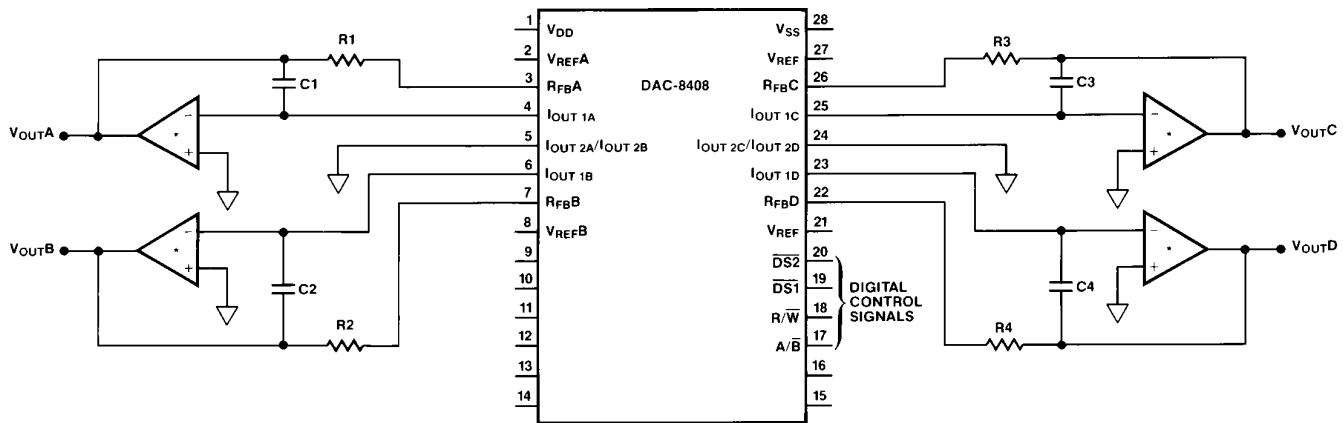 DAC-8408
1 VDD
2 VREFA
3 RFBA
4 IOUT 1A
5 IOUT 2A/IOUT 2B
6 IOUT 1B
7 RFBB
8 VREFB
9
10
11
12
13
14
28 VSS
27 VREF
26 RFBC
25 IOUT 1C
24 IOUT 2C/IOUT 2D
23 IOUT 1D
22 RFBD
21 VREF
20 D̅S̅2̅
19 D̅S̅1̅
18 R/W̅
17 A/B̅
16
15
DIGITAL
CONTROL
SIGNALS
R1
C1
VOUTA
-
*
+
VOUTB
-
*
+
C2
R2
R3
C3
-
*
+
VOUTC
-
*
+
VOUTD
C4
R4